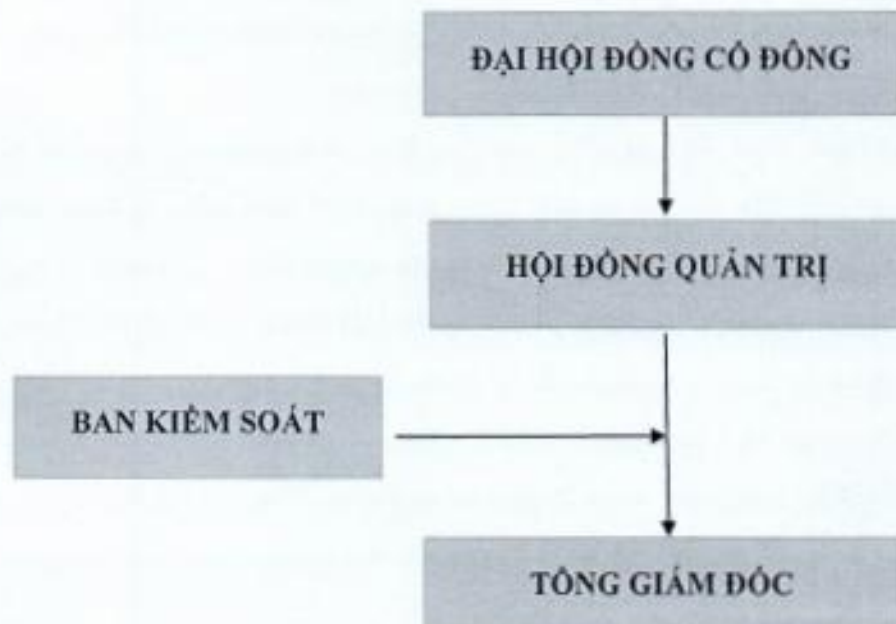 ĐẠI HỘI ĐỒNG CỔ ĐÔNG
HỘI ĐỒNG QUẢN TRỊ
BAN KIỂM SOÁT
TỔNG GIÁM ĐỐC